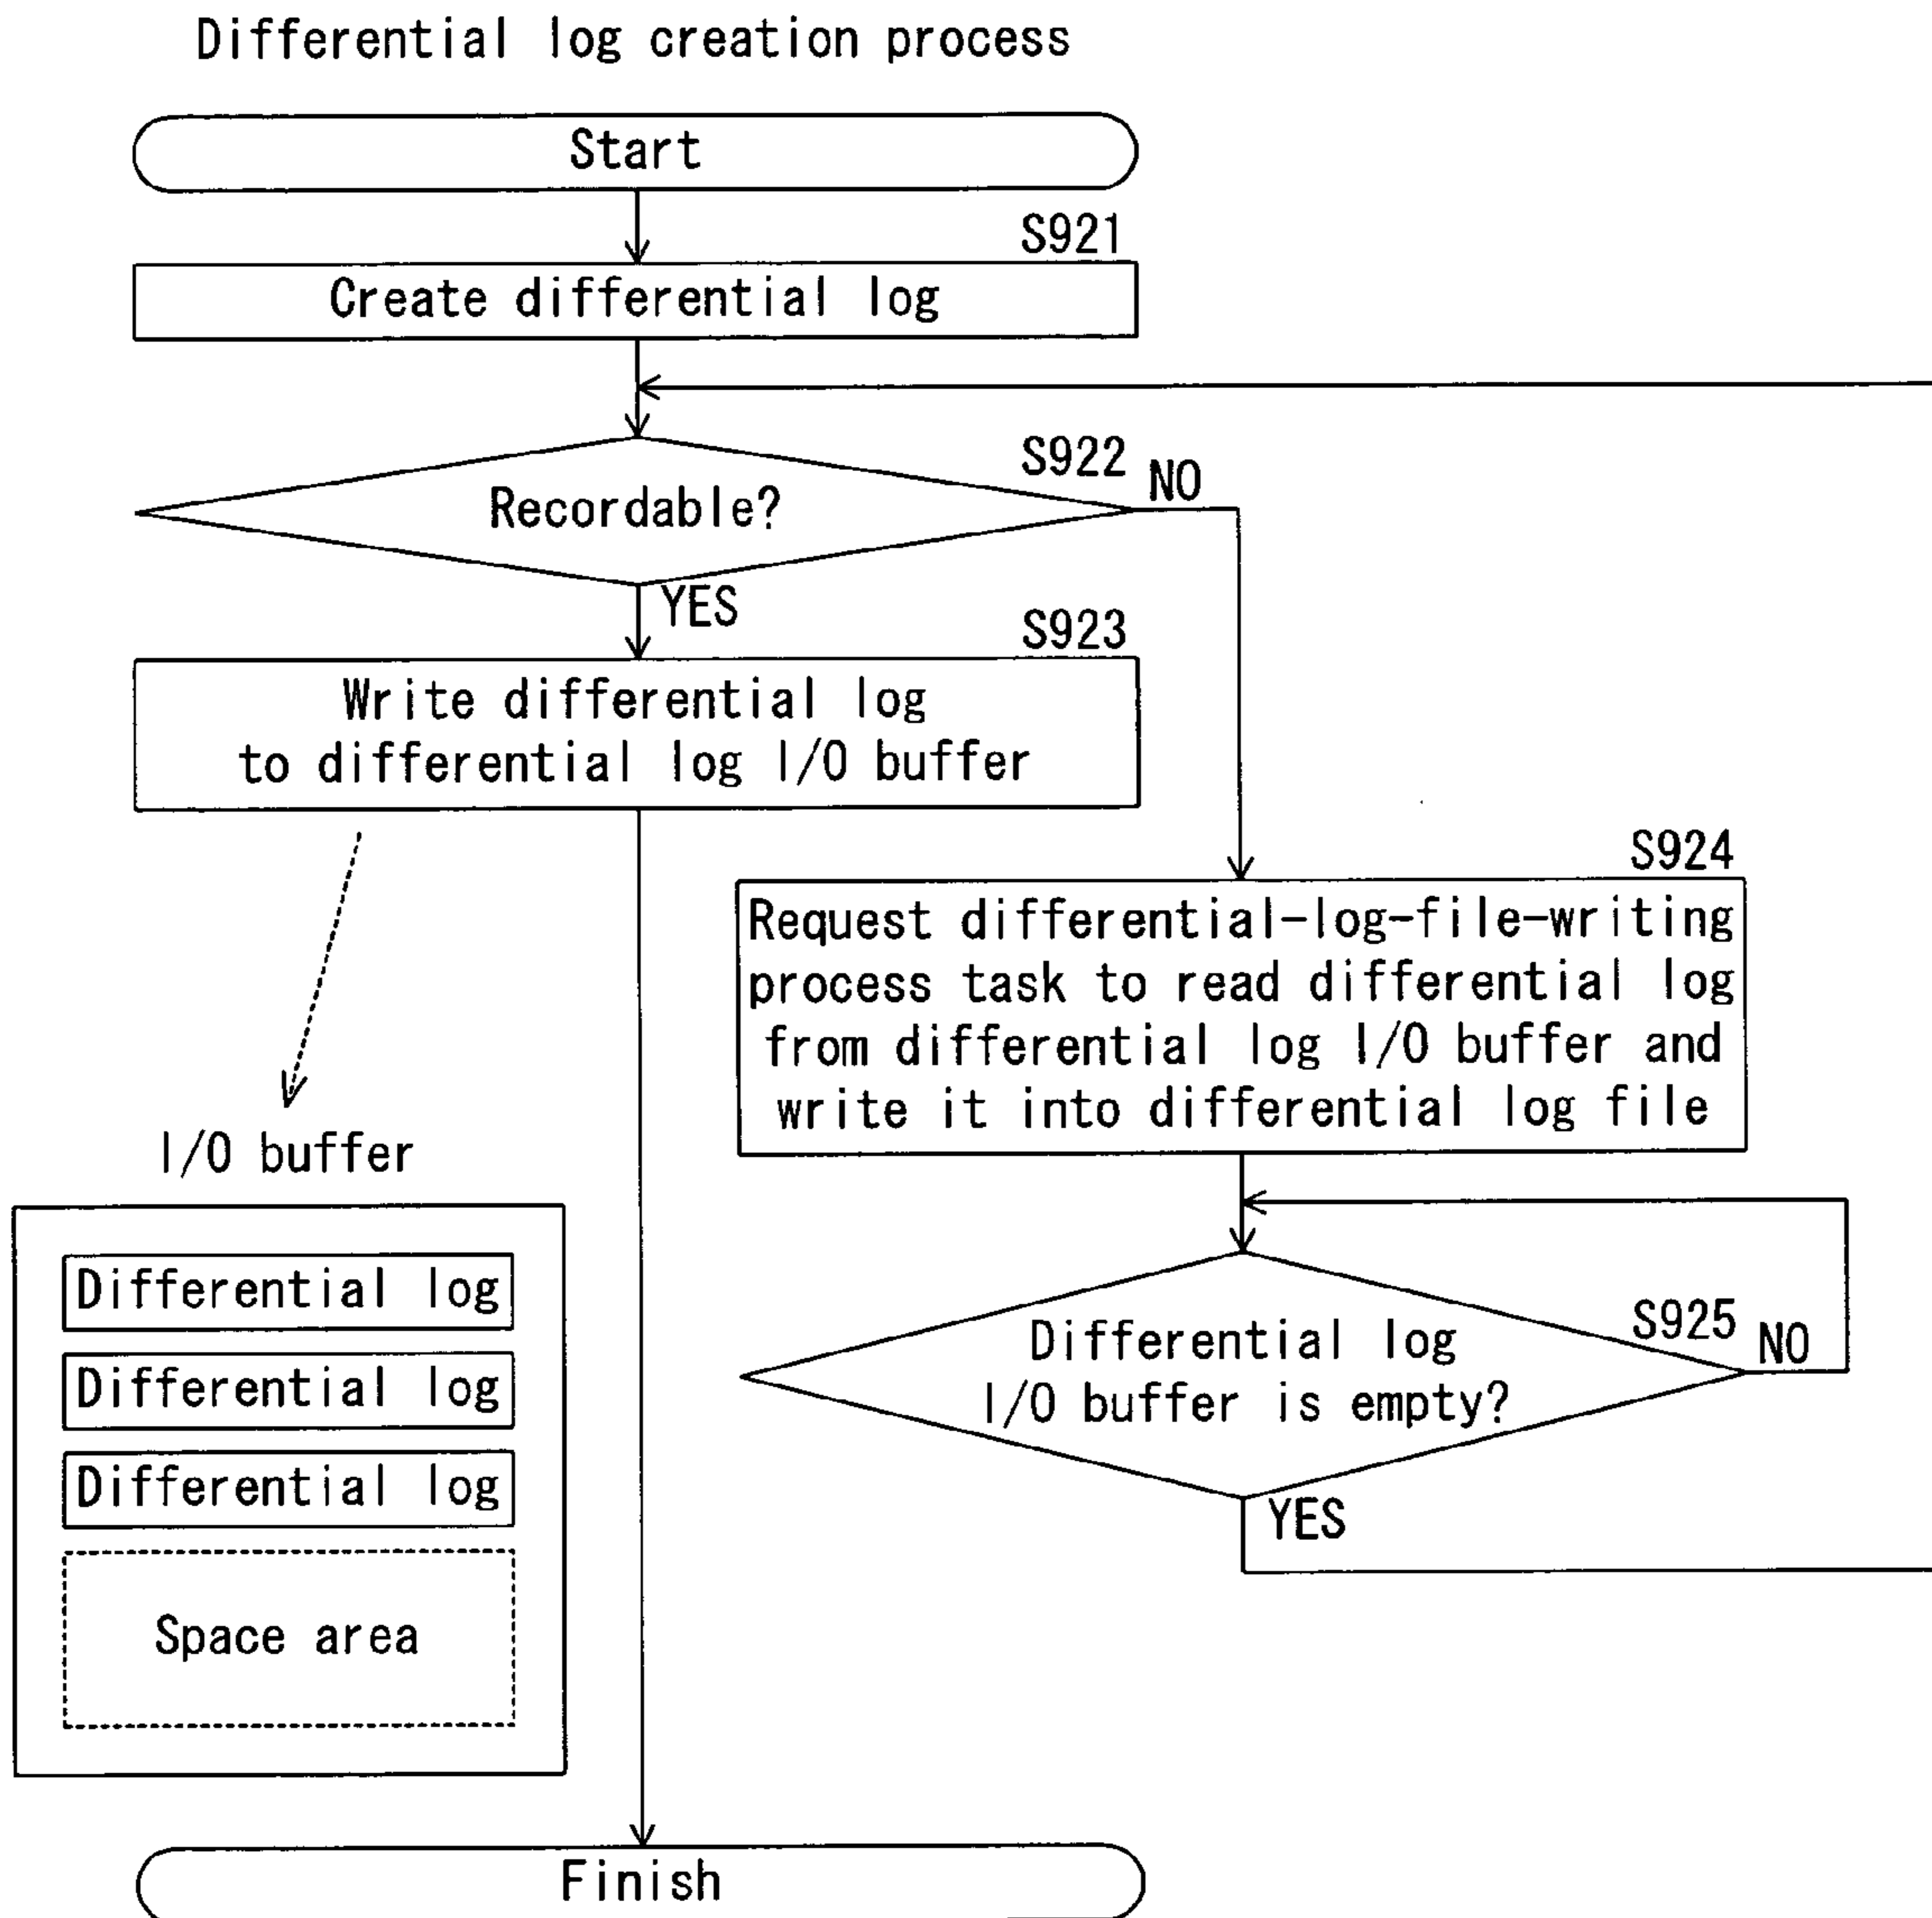 Differential log creation process
Start
S921
Create differential log
S922
NO
Recordable?
YES
S923
Write differential log
to differential log I/O buffer
S924
Request differential-log-file-writing
process task to read differential log
from differential log I/O buffer and
write it into differential log file
I/O buffer
Differential log
Differential log
Differential log
Space area
S925
NO
Differential log
I/O buffer is empty?
YES
Finish